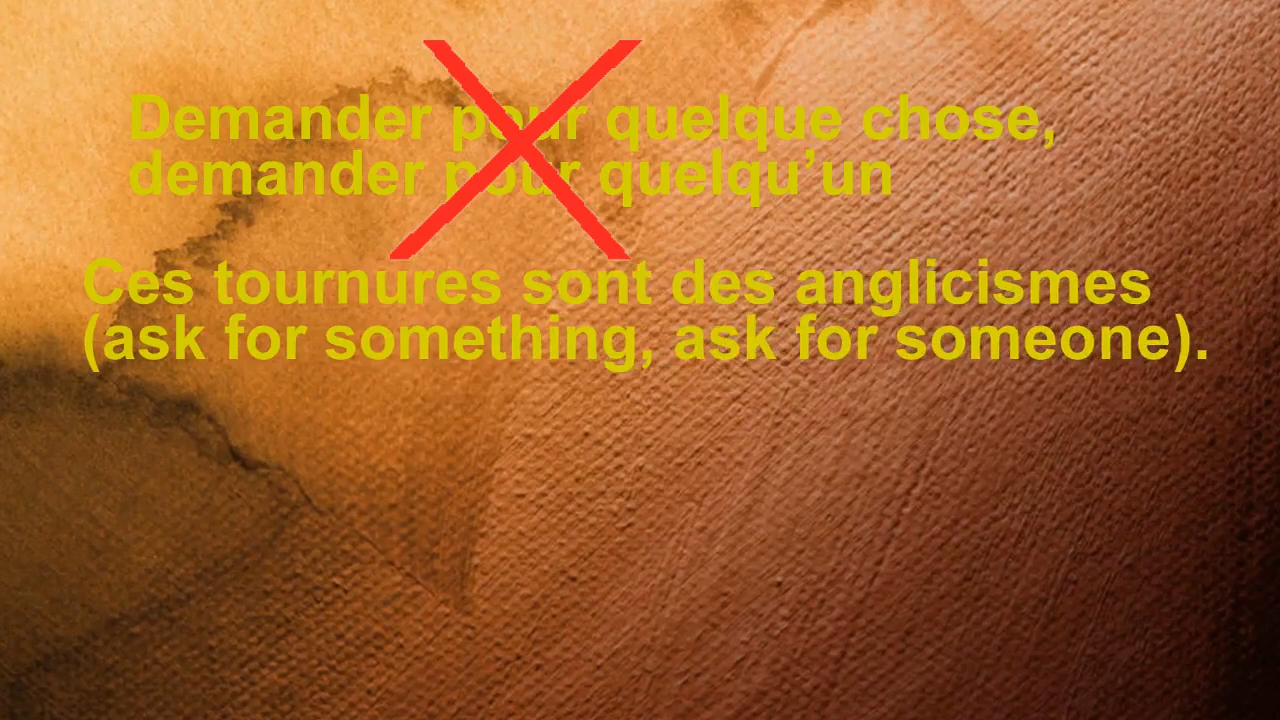 Demander pour quelque chose,
demander pour quelqu’un
Ces tournures sont des anglicismes
(ask for something, ask for someone).